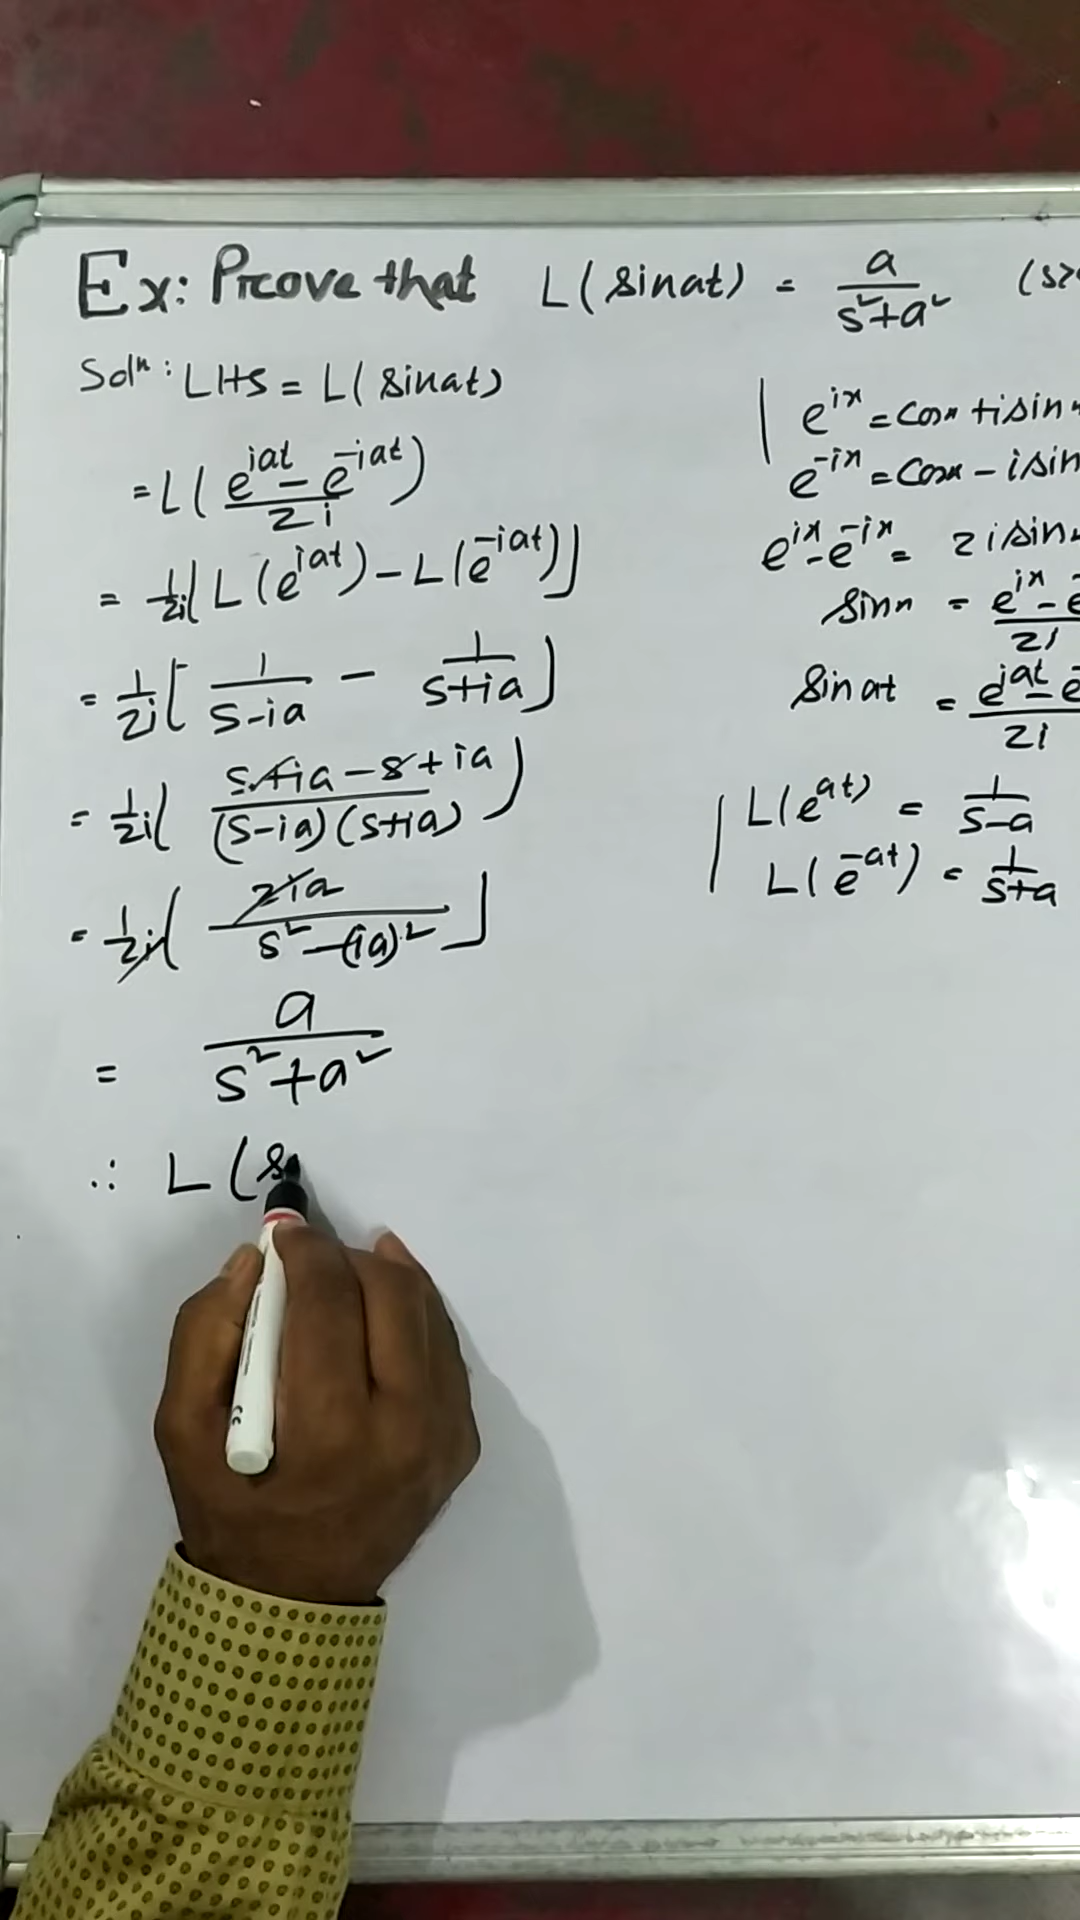 Ex: Prove that L(sinat) = a/(s²+a²) (s>
Solⁿ: LHS = L(sinat)
= L((e^{iat} - e^{-iat})/2i)
= 1/2i [L(e^{iat}) - L(e^{-iat})]
= 1/2i [1/(s-ia) - 1/(s+ia)]
= 1/2i [(s+ia-s+ia)/((s-ia)(s+ia))]
= 1/2i [2ia/(s²-(ia)²)]
= a/(s²+a²)
∴ L(s
e^{ix} = cosx + isin
e^{-ix} = cosx - isin
e^{ix} - e^{-ix} = 2isin
sinx = (e^{ix} - e)/2i
sinat = (e^{iat} - e)/2i
L(e^{at}) = 1/(s-a)
L(e^{-at}) = 1/(s+a)